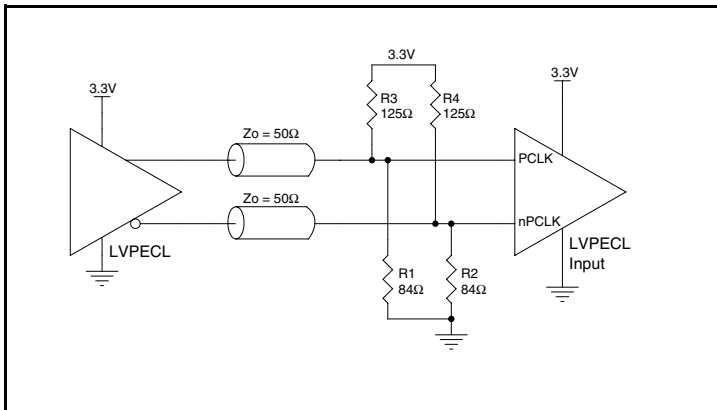 3.3V
3.3V
R3
125Ω
R4
125Ω
3.3V
Zo = 50Ω
PCLK
Zo = 50Ω
nPCLK
LVPECL
LVPECL
Input
R1
84Ω
R2
84Ω